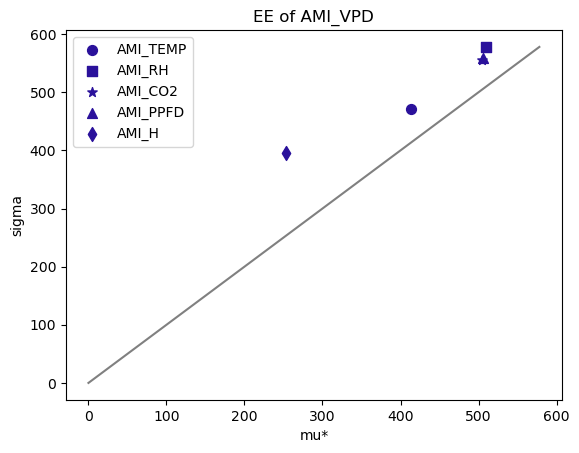 EE of AMI_VPD
AMI_TEMP
AMI_RH
AMI_CO2
AMI_PPFD
AMI_H
600
500
400
300
200
100
0
sigma
0 100 200 300 400 500 600
mu*